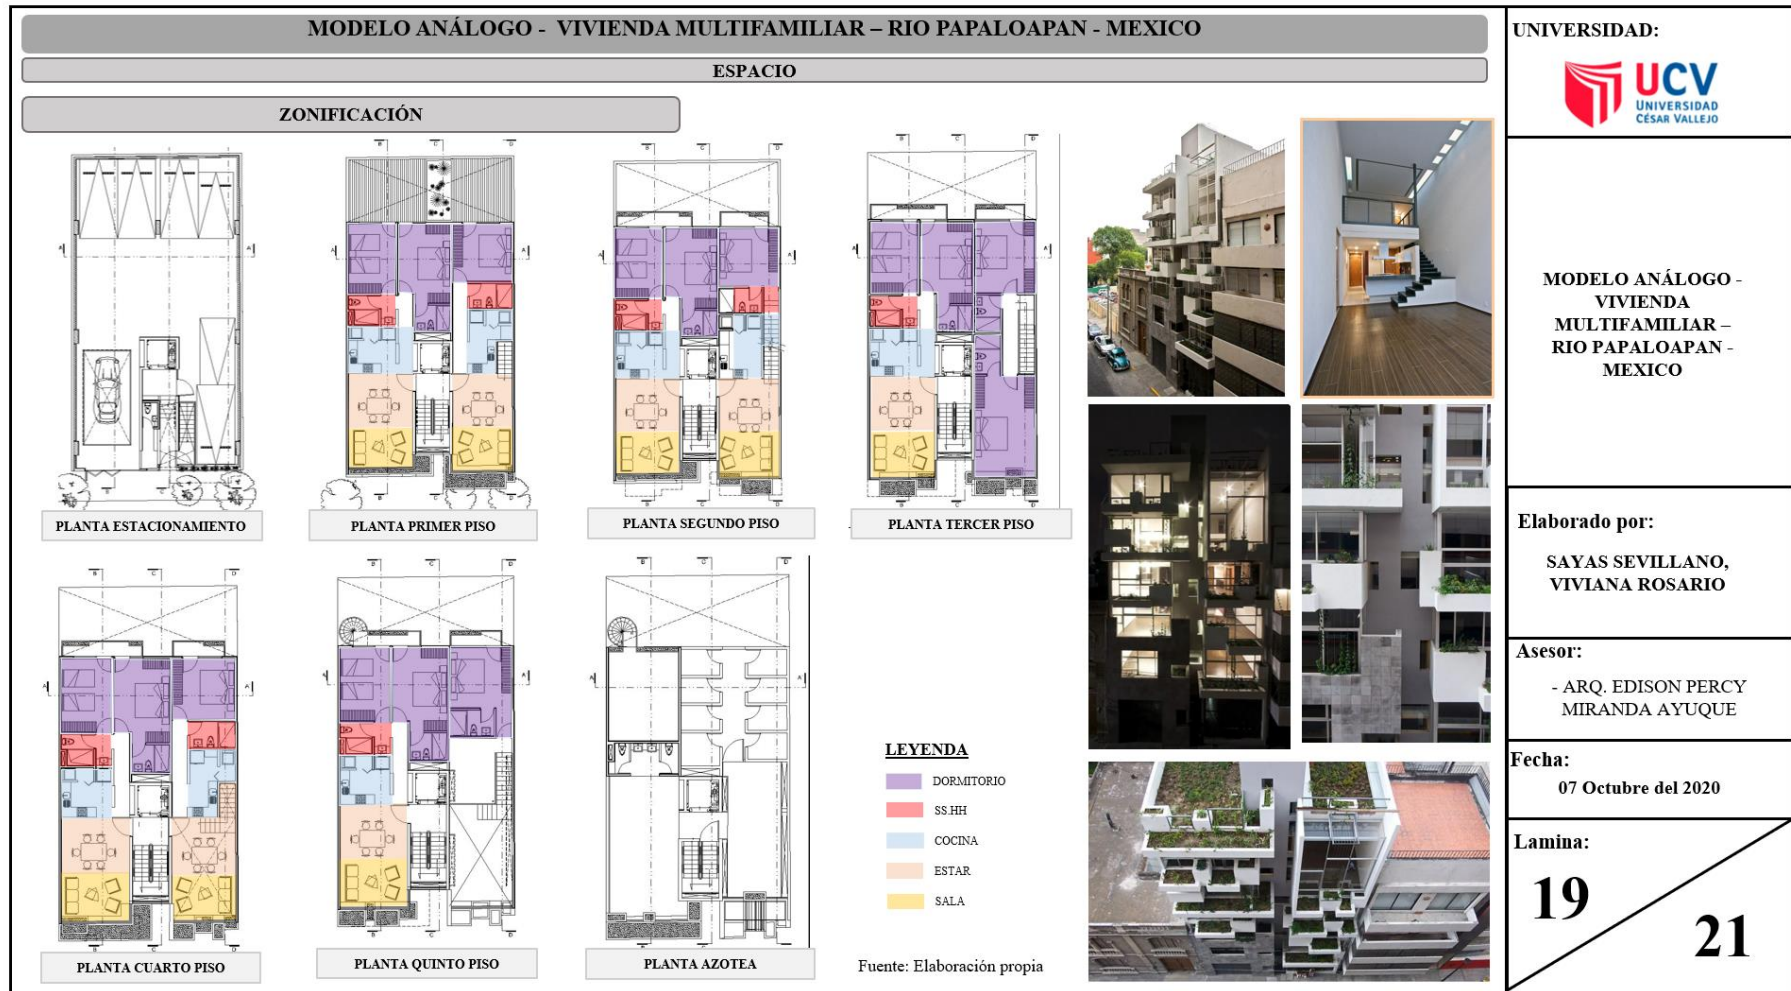 MODELO ANÁLOGO - VIVIENDA MULTIFAMILIAR – RIO PAPALOAPAN - MEXICO
ESPACIO
ZONIFICACIÓN
PLANTA ESTACIONAMIENTO
PLANTA PRIMER PISO
PLANTA SEGUNDO PISO
PLANTA TERCER PISO
PLANTA CUARTO PISO
PLANTA QUINTO PISO
PLANTA AZOTEA
LEYENDA
DORMITORIO
SS.HH
COCINA
ESTAR
SALA
Fuente: Elaboración propia
UNIVERSIDAD:
UCV
UNIVERSIDAD
CÉSAR VALLEJO
MODELO ANÁLOGO -
VIVIENDA
MULTIFAMILIAR –
RIO PAPALOAPAN -
MEXICO
Elaborado por:
SAYAS SEVILLANO,
VIVIANA ROSARIO
Asesor:
- ARQ. EDISON PERCY
MIRANDA AYUQUE
Fecha:
07 Octubre del 2020
Lamina:
19
21